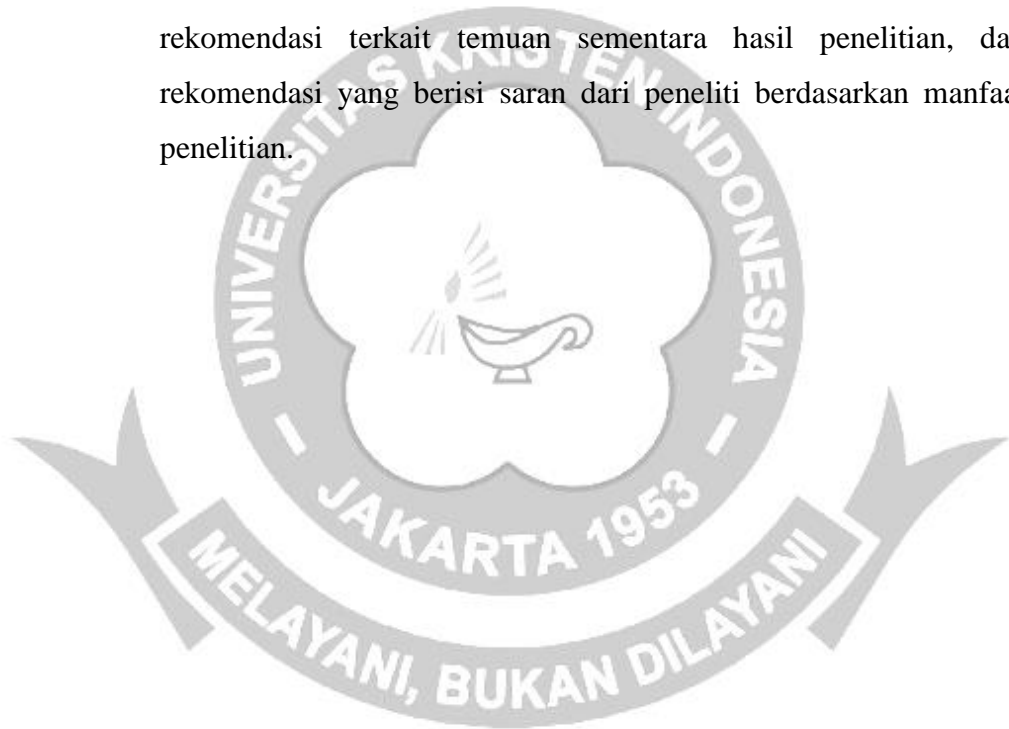 rekomendasi terkait temuan sementara hasil penelitian, da
rekomendasi yang berisi saran dari peneliti berdasarkan manfaa
penelitian.
UNIVERSITAS KRISTEN INDONESIA
- JAKARTA 1953 -
MELAYANI, BUKAN DILAYANI